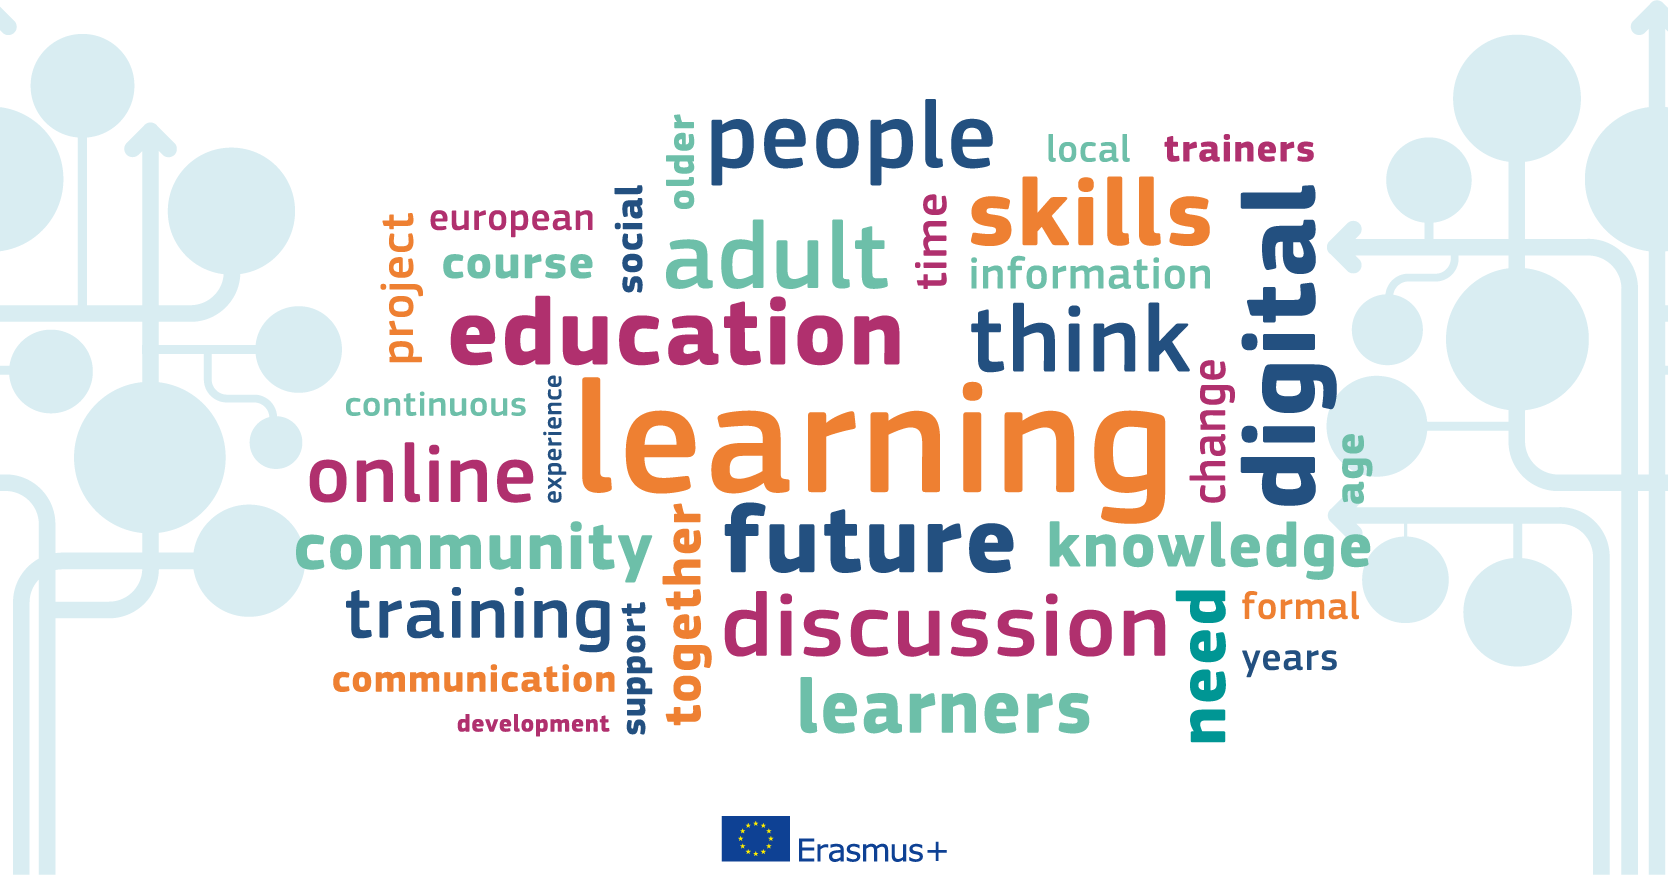 people
older
local
trainers
skills
digital
social
european
project
course
adult
time
information
education
think
learning
change
continuous
experience
online
age
community
together
future
knowledge
training
support
discussion
need
formal
years
communication
learners
development
Erasmus+